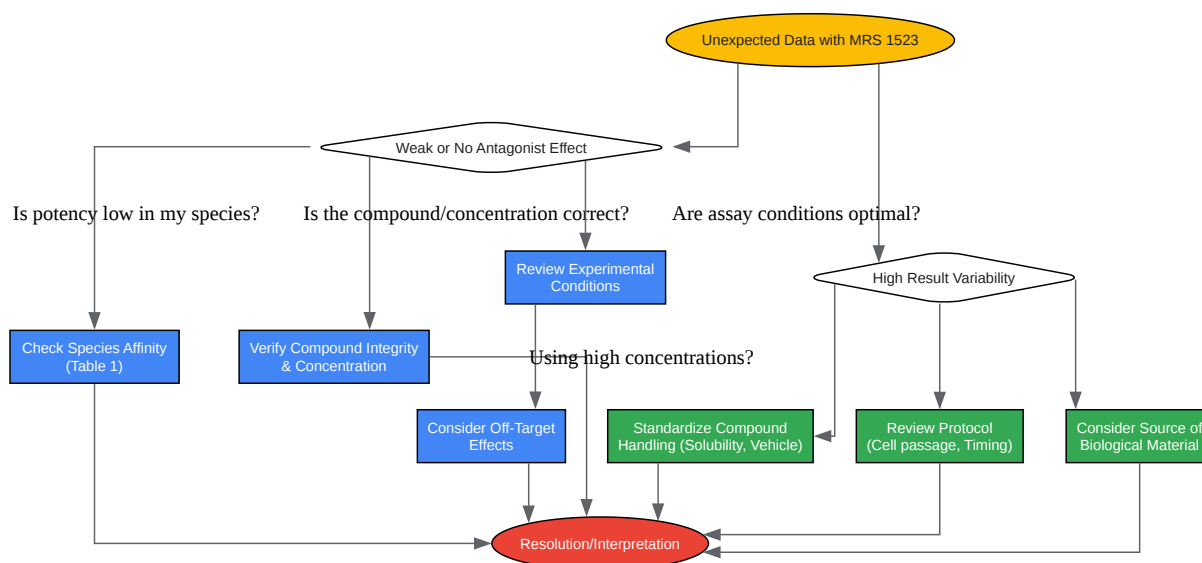 Unexpected Data with MRS 1523
Weak or No Antagonist Effect
Is potency low in my species?
Is the compound/concentration correct?
Are assay conditions optimal?
Review Experimental
Conditions
High Result Variability
Check Species Affinity
(Table 1)
Verify Compound Integrity
& Concentration
Using high concentrations?
Consider Off-Target
Effects
Standardize Compound
Handling (Solubility, Vehicle)
Review Protocol
(Cell passage, Timing)
Consider Source of
Biological Material
Resolution/Interpretation